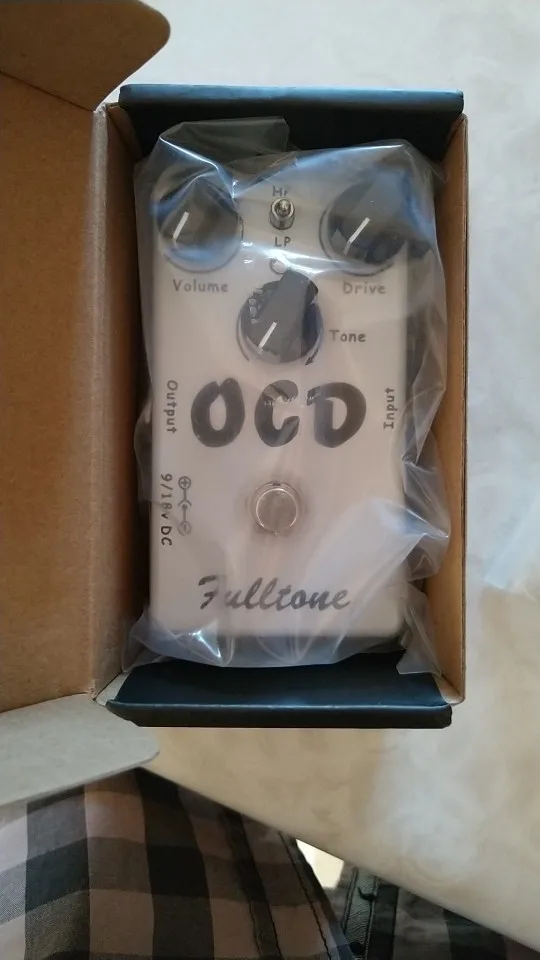 HP
LP
Volume
Drive
Tone
Output
OCD
Input
9/18v DC
Fulltone